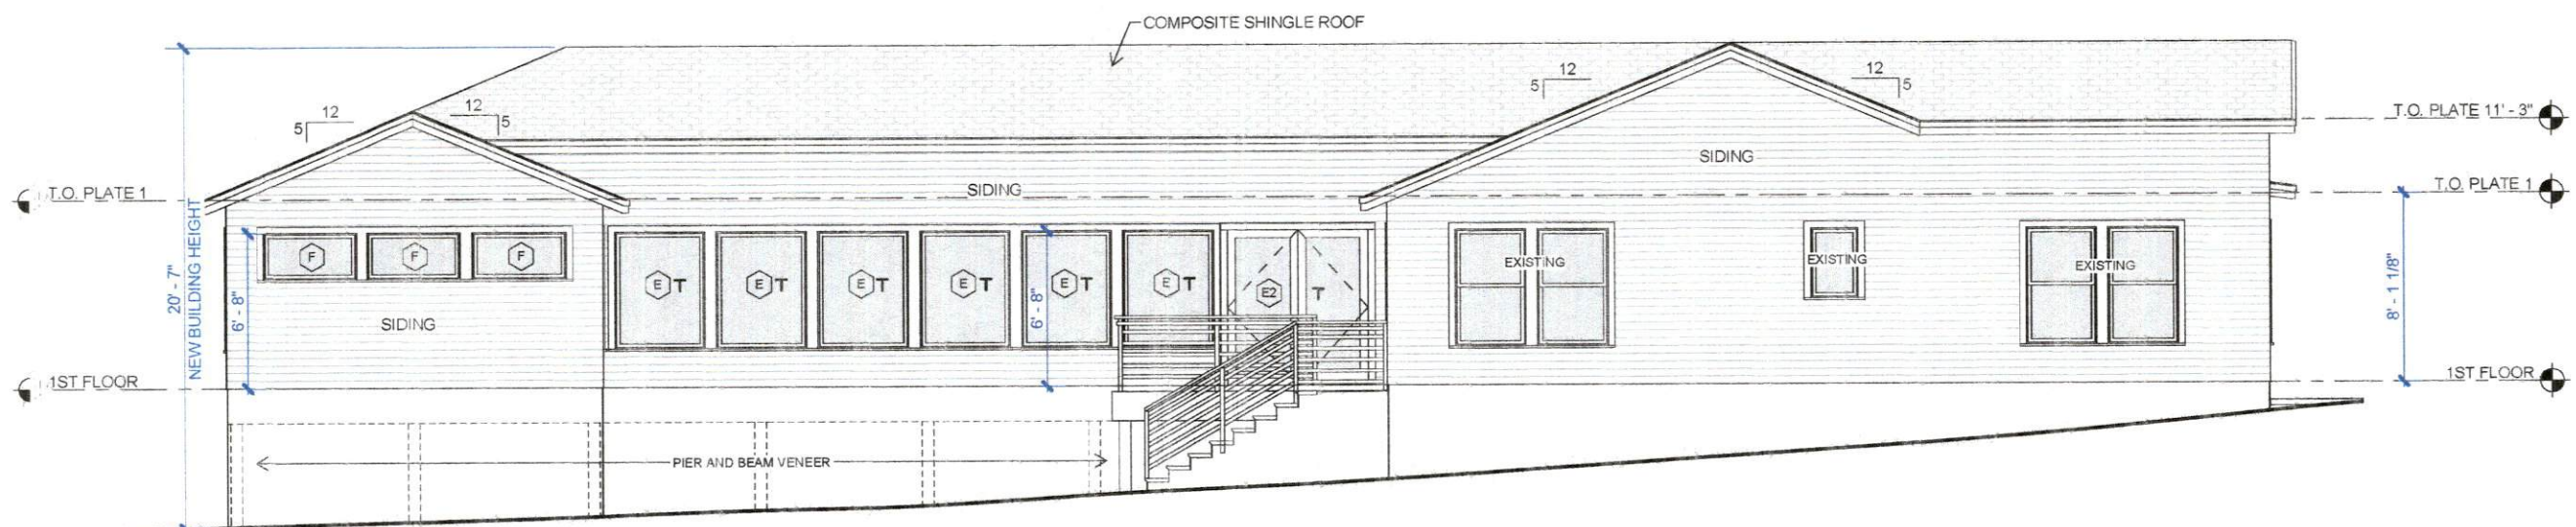 COMPOSITE SHINGLE ROOF
12
5
12
5
12
5
12
5
T.O. PLATE 11' - 3"
T.O. PLATE 1
T.O. PLATE 1
SIDING
SIDING
20' - 7"
NEW BUILDING HEIGHT
6' - 8"
F
F
F
E T
E T
E T
E T
E T
E T
6' - 8"
E2
T
EXISTING
EXISTING
EXISTING
8' - 1 1/8"
SIDING
1ST FLOOR
1ST FLOOR
PIER AND BEAM VENEER